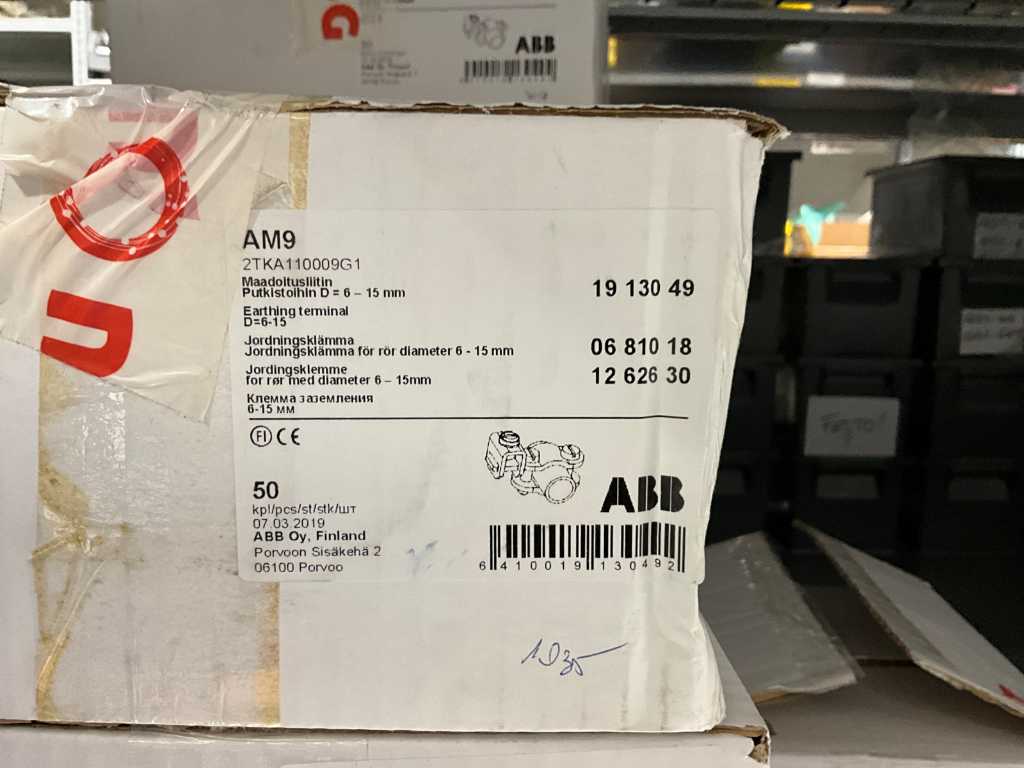 ABB
AM9
2TKA110009G1
Maadoitusliitin
Putkistoihin D = 6 – 15 mm 19 130 49
Earthing terminal
D=6-15
Jordningsklämma
Jordningsklämma för rör diameter 6 - 15 mm 06 810 18
Jordingsklemme
for rør med diameter 6 – 15mm 12 626 30
Клемма заземления
6-15 мм
FI CE
50
kpl/pcs/st/stk/шт
07.03.2019
ABB Oy, Finland
Porvoon Sisäkehä 2
06100 Porvoo
ABB
6 410019 130492